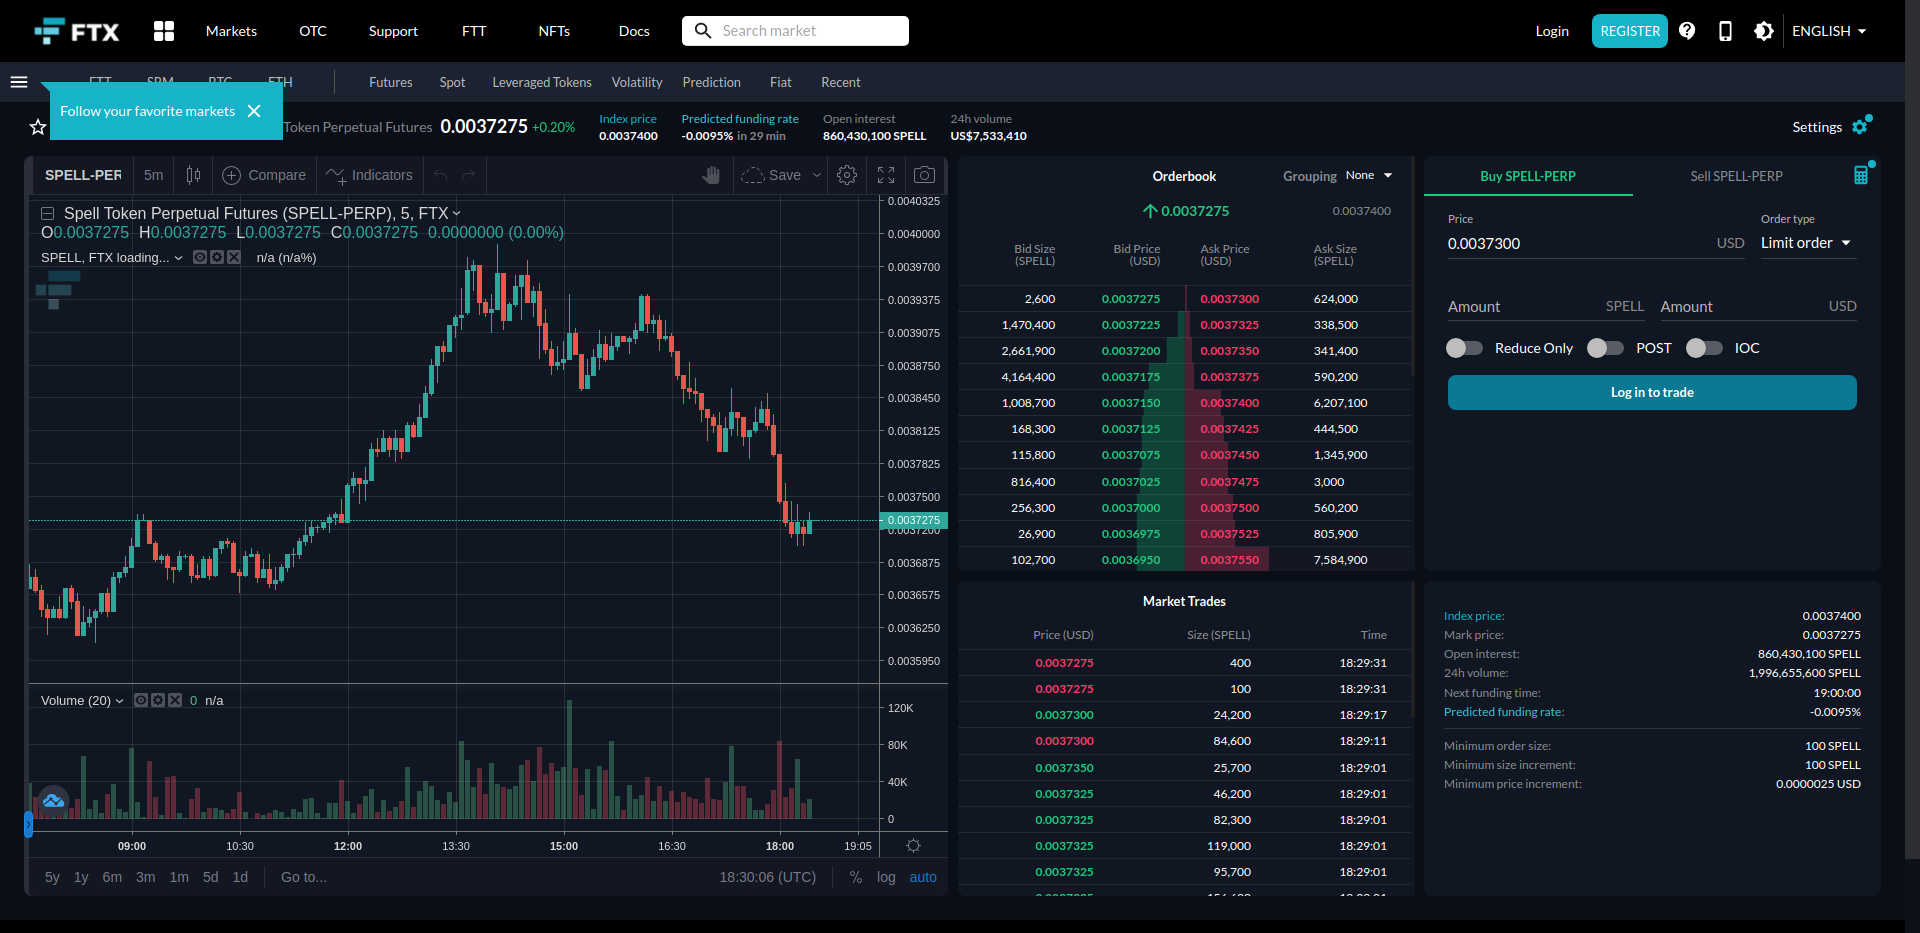 FTX Markets OTC Support FTT NFTs Docs Search market Login REGISTER ENGLISH
FTT SRM BTC ETH Futures Spot Leveraged Tokens Volatility Prediction Fiat Recent
Follow your favorite markets
Token Perpetual Futures 0.0037275 +0.20%
Index price
0.0037400
Predicted funding rate
-0.0095% in 29 min
Open interest
860,430,100 SPELL
24h volume
US$7,533,410
Settings
SPELL-PER 5m Compare Indicators Save
Spell Token Perpetual Futures (SPELL-PERP), 5, FTX
O0.0037275 H0.0037275 L0.0037275 C0.0037275 0.0000000 (0.00%)
SPELL, FTX loading... n/a (n/a%)
0.0040325
0.0040000
0.0039700
0.0039375
0.0039075
0.0038750
0.0038450
0.0038125
0.0037825
0.0037500
0.0037275
0.0037200
0.0036875
0.0036575
0.0036250
0.0035950
Volume (20) 0 n/a
120K
80K
40K
0
09:00 10:30 12:00 13:30 15:00 16:30 18:00 19:05
5y 1y 6m 3m 1m 5d 1d Go to... 18:30:06 (UTC) % log auto
Orderbook Grouping None
0.0037275 0.0037400
Bid Size (SPELL) Bid Price (USD) Ask Price (USD) Ask Size (SPELL)
2,600 0.0037275 0.0037300 624,000
1,470,400 0.0037225 0.0037325 338,500
2,661,900 0.0037200 0.0037350 341,400
4,164,400 0.0037175 0.0037375 590,200
1,008,700 0.0037150 0.0037400 6,207,100
168,300 0.0037125 0.0037425 444,500
115,800 0.0037075 0.0037450 1,345,900
816,400 0.0037025 0.0037475 3,000
256,300 0.0037000 0.0037500 560,200
26,900 0.0036975 0.0037525 805,900
102,700 0.0036950 0.0037550 7,584,900
Market Trades
Price (USD) Size (SPELL) Time
0.0037275 400 18:29:31
0.0037275 100 18:29:31
0.0037300 24,200 18:29:17
0.0037300 84,600 18:29:11
0.0037350 25,700 18:29:01
0.0037325 46,200 18:29:01
0.0037325 82,300 18:29:01
0.0037325 119,000 18:29:01
0.0037325 95,700 18:29:01
Buy SPELL-PERP Sell SPELL-PERP
Price Order type
0.0037300 USD Limit order
Amount SPELL Amount USD
Reduce Only POST IOC
Log in to trade
Index price: 0.0037400
Mark price: 0.0037275
Open interest: 860,430,100 SPELL
24h volume: 1,996,655,600 SPELL
Next funding time: 19:00:00
Predicted funding rate: -0.0095%
Minimum order size: 100 SPELL
Minimum size increment: 100 SPELL
Minimum price increment: 0.0000025 USD